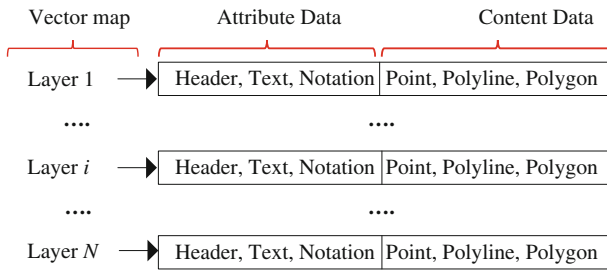 Vector map Attribute Data Content Data
Layer 1 Header, Text, Notation Point, Polyline, Polygon
.... ....
Layer i Header, Text, Notation Point, Polyline, Polygon
.... ....
Layer N Header, Text, Notation Point, Polyline, Polygon